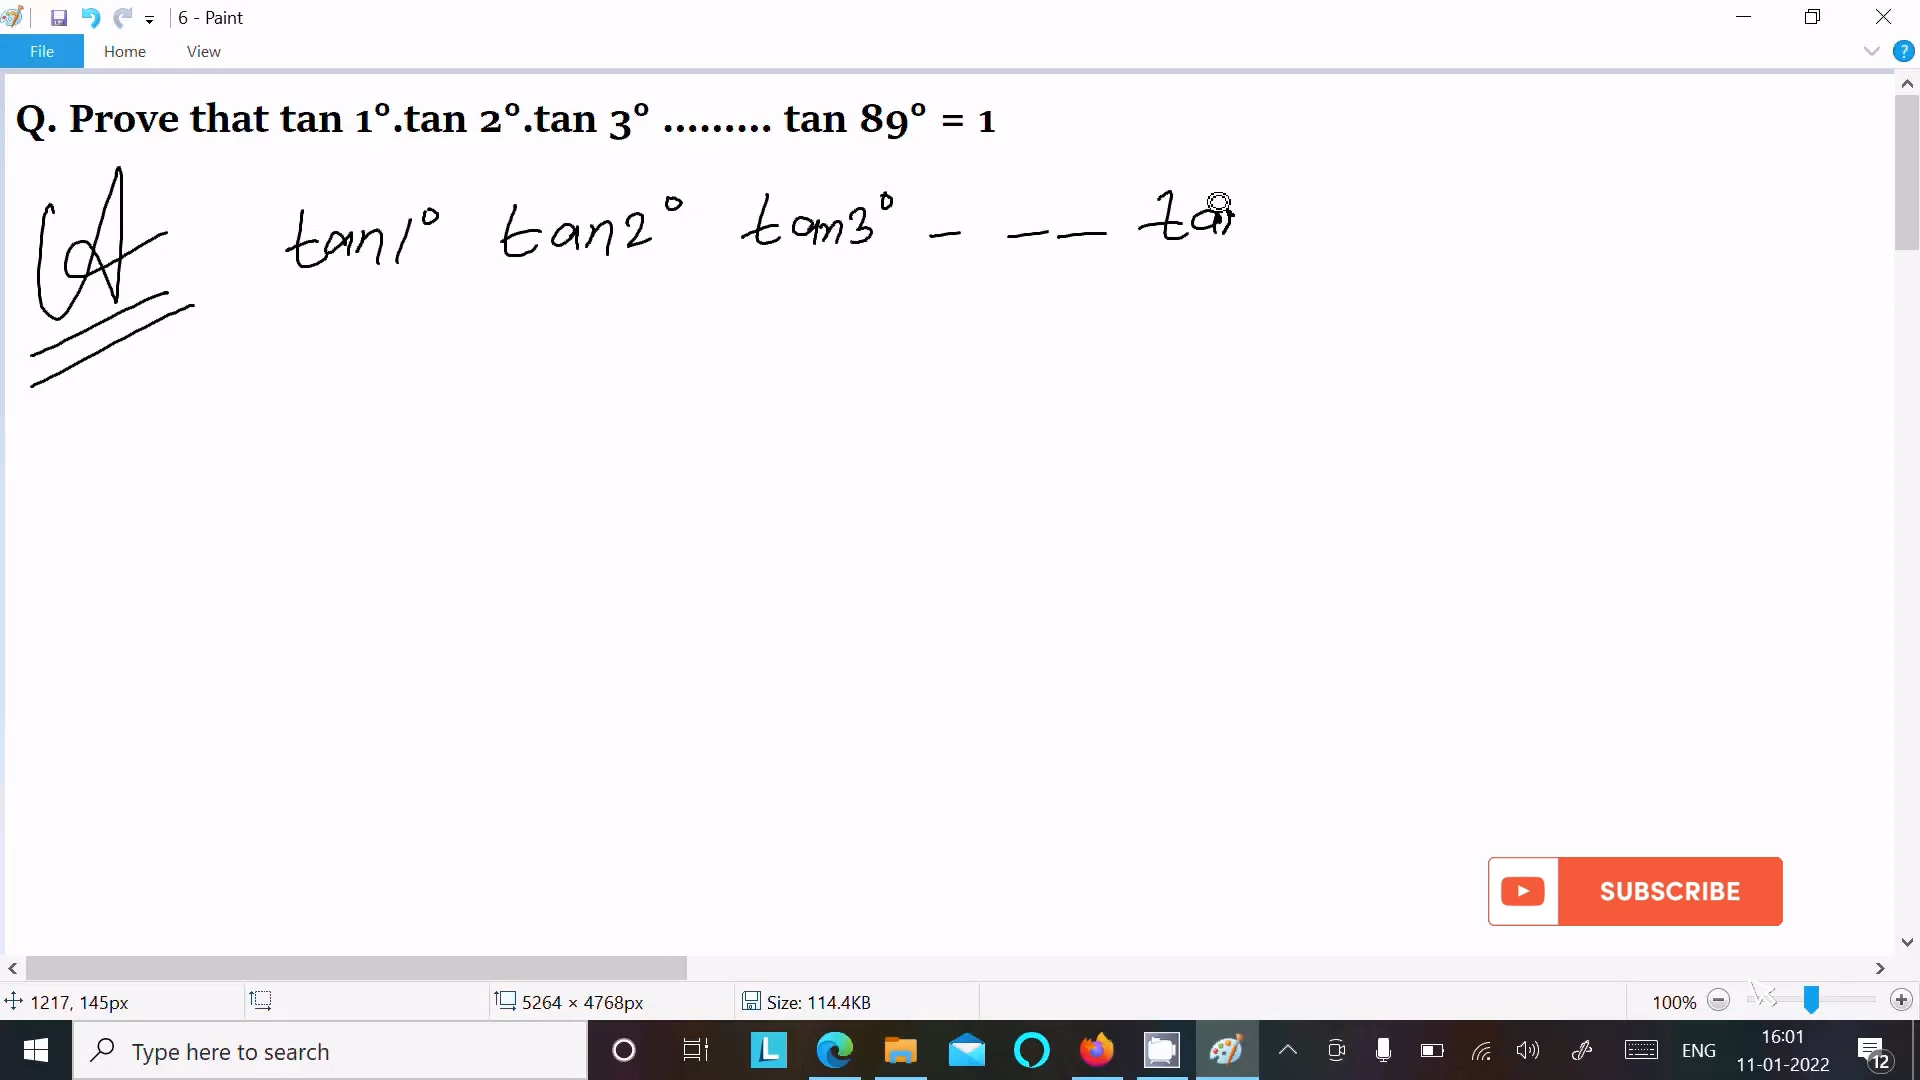 6 - Paint
File Home View
Q. Prove that tan 1°.tan 2°.tan 3° ......... tan 89° = 1
A tan1° tan2° tan3° - — — ta
SUBSCRIBE
1217, 145px 5264 × 4768px Size: 114.4KB 100%
Type here to search L ENG 16:01
11-01-2022 12